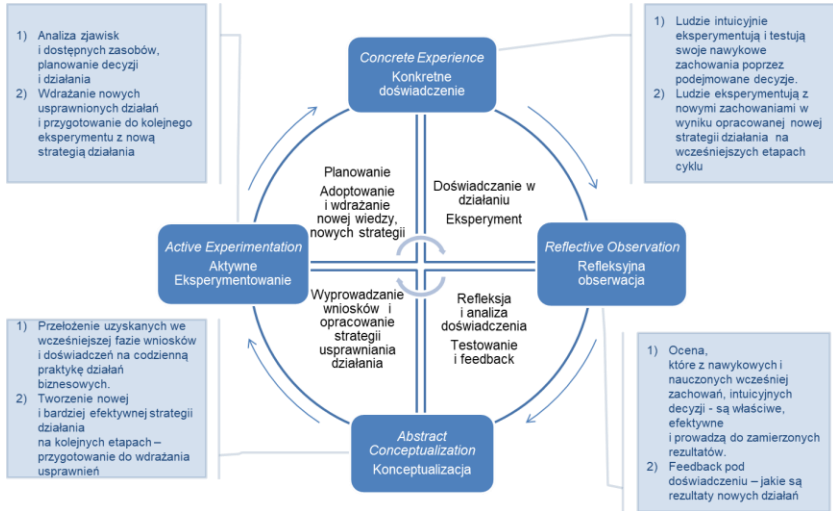 1) Analiza zjawisk
i dostępnych zasobów,
planowanie decyzji
i działania
2) Wdrażanie nowych
usprawnionych działań
i przygotowanie do kolejnego
eksperymentu z nową
strategią działania
Concrete Experience
Konkretne
doświadczenie
1) Ludzie intuicyjnie
eksperymentują i testują
swoje nawykowe
zachowania poprzez
podejmowane decyzje.
2) Ludzie eksperymentują z
nowymi zachowaniami w
wyniku opracowanej nowej
strategii działania na
wcześniejszych etapach
cyklu
Planowanie
Adoptowanie
i wdrażanie
nowej wiedzy,
nowych strategii
Doświadczanie w
działaniu
Eksperyment
Active Experimentation
Aktywne
Eksperymentowanie
Reflective Observation
Refleksyjna
obserwacja
Wyprowadzanie
wniosków i
opracowanie
strategii
usprawniania
działania
Refleksja
i analiza
doświadczenia
Testowanie
i feedback
1) Przełożenie uzyskanych we
wcześniejszej fazie wniosków
i doświadczeń na codzienną
praktykę działań
biznesowych.
2) Tworzenie nowej
i bardziej efektywnej strategii
działania
na kolejnych etapach –
przygotowanie do wdrażania
usprawnień
Abstract
Conceptualization
Konceptualizacja
1) Ocena,
które z nawykowych i
nauczonych wcześniej
zachowań, intuicyjnych
decyzji - są właściwe,
efektywne
i prowadzą do zamierzonych
rezultatów.
2) Feedback pod
doświadczeniu – jakie są
rezultaty nowych działań